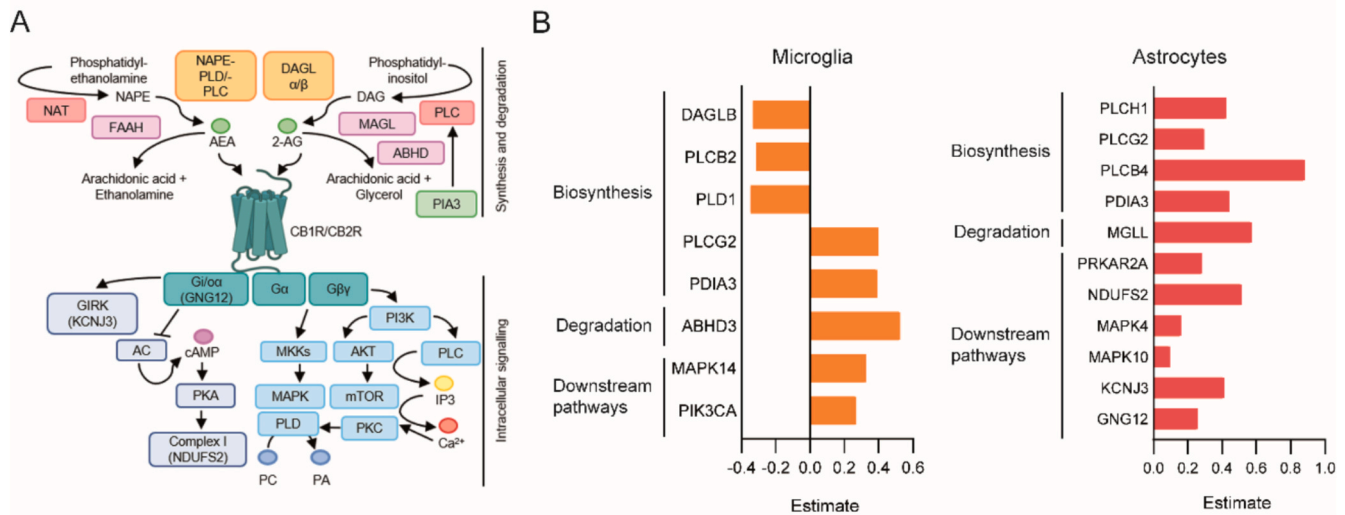 A
Phosphatidyl-
ethanolamine
NAPE-
PLD/-
PLC
DAGL
α/β
Phosphatidyl-
inositol
NAPE
DAG
NAT
FAAH
MAGL
PLC
AEA
2-AG
ABHD
Arachidonic acid +
Ethanolamine
Arachidonic acid +
Glycerol
PIA3
Synthesis and degradation
CB1R/CB2R
Gi/oα
(GNG12)
Gα
Gβγ
GIRK
(KCNJ3)
PI3K
AC
cAMP
MKKs
AKT
PLC
PKA
MAPK
mTOR
IP3
PLD
PKC
Ca²⁺
Complex I
(NDUFS2)
PC
PA
Intracellular signalling
B
Microglia
Biosynthesis
Degradation
Downstream
pathways
DAGLB
PLCB2
PLD1
PLCG2
PDIA3
ABHD3
MAPK14
PIK3CA
-0.4 -0.2 0.0 0.2 0.4 0.6
Estimate
Astrocytes
Biosynthesis
Degradation
Downstream
pathways
PLCH1
PLCG2
PLCB4
PDIA3
MGLL
PRKAR2A
NDUFS2
MAPK4
MAPK10
KCNJ3
GNG12
0.0 0.2 0.4 0.6 0.8 1.0
Estimate